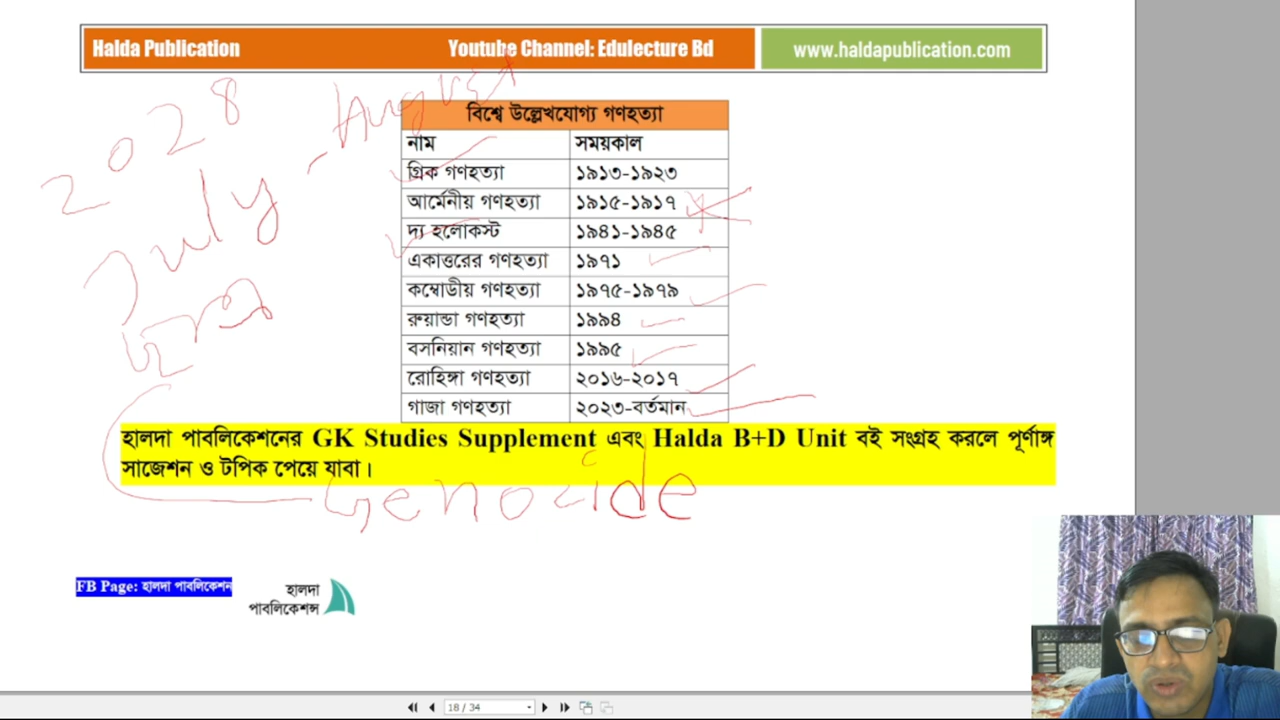 Halda Publication Youtube Channel: Edulecture Bd www.haldapublication.com
2028
July - August
বিশ্বে উল্লেখযোগ্য গণহত্যা
নাম সময়কাল
গ্রিক গণহত্যা ১৯১৩-১৯২৩
আর্মেনীয় গণহত্যা ১৯১৫-১৯১৭
দ্য হলোকস্ট ১৯৪১-১৯৪৫
একাত্তরের গণহত্যা ১৯৭১
কম্বোডীয় গণহত্যা ১৯৭৫-১৯৭৯
রুয়ান্ডা গণহত্যা ১৯৯৪
বসনিয়ান গণহত্যা ১৯৯৫
রোহিঙ্গা গণহত্যা ২০১৬-২০১৭
গাজা গণহত্যা ২০২৩-বর্তমান
হালদা পাবলিকেশনের GK Studies Supplement এবং Halda B+D Unit বই সংগ্রহ করলে পূর্ণাঙ্গ
সাজেশন ও টপিক পেয়ে যাবা।
Genocide
FB Page: হালদা পাবলিকেশন
হালদা
পাবলিকেশন্স
18 / 34